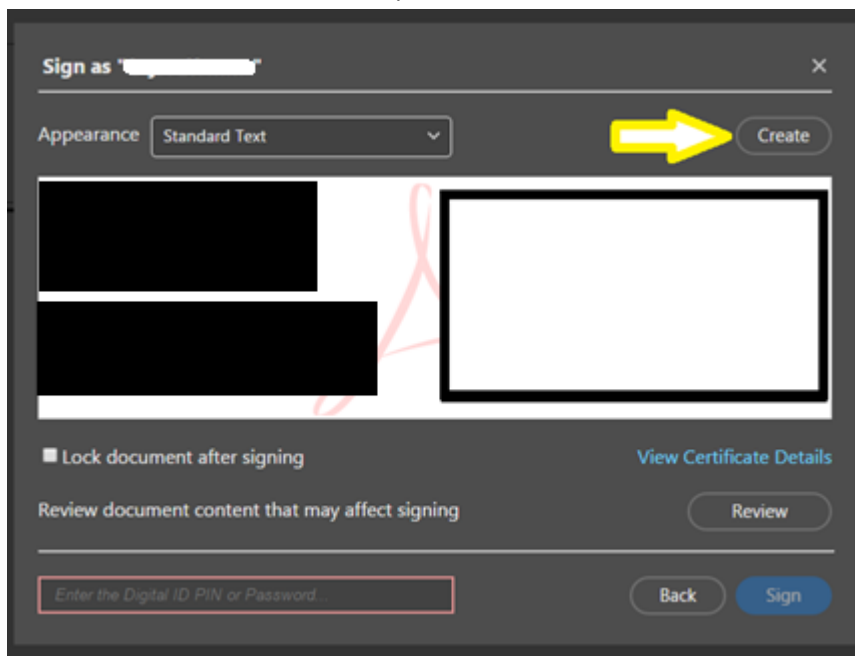 Sign as "
Appearance Standard Text Create
Lock document after signing View Certificate Details
Review document content that may affect signing Review
Enter the Digital ID PIN or Password... Back Sign